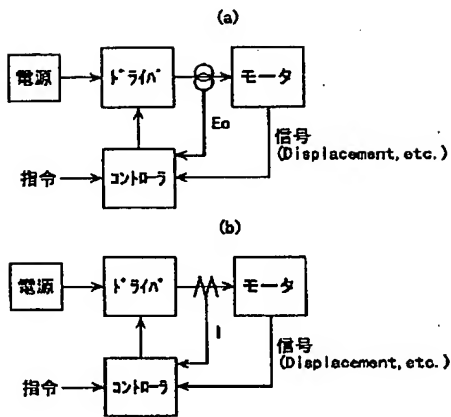 (a)
電源
ﾄﾞﾗｲﾊﾞ
モータ
Eo
信号
(Displacement, etc.)
指令
ｺﾝﾄﾛｰﾗ
(b)
電源
ﾄﾞﾗｲﾊﾞ
モータ
I
信号
(Displacement, etc.)
指令
ｺﾝﾄﾛｰﾗ